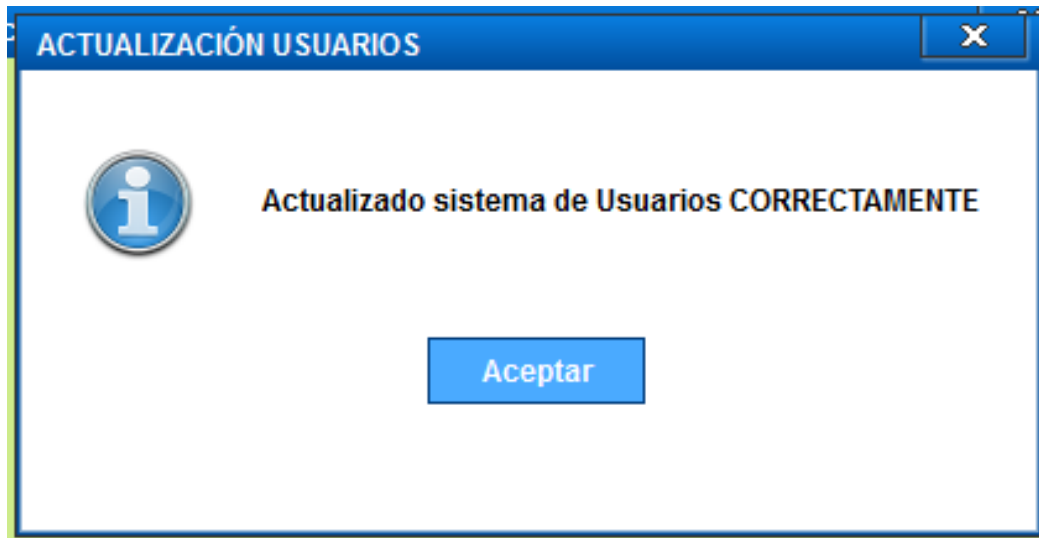 ACTUALIZACIÓN USUARIOS
X
Actualizado sistema de Usuarios CORRECTAMENTE
Aceptar